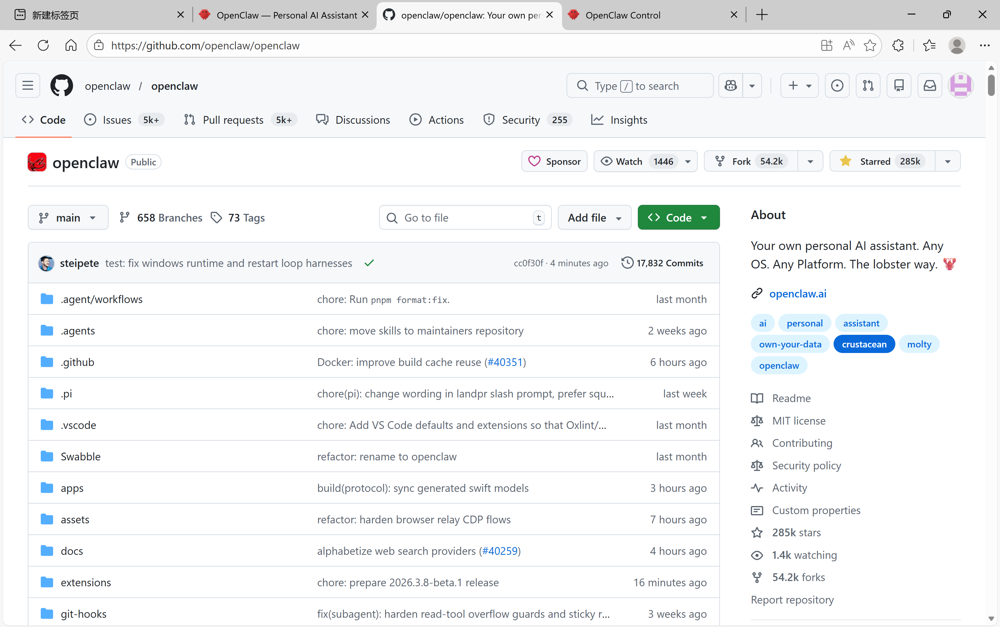 新建标签页
OpenClaw — Personal AI Assistant
openclaw/openclaw: Your own per
OpenClaw Control
https://github.com/openclaw/openclaw
openclaw / openclaw
Type / to search
Code
Issues 5k+
Pull requests 5k+
Discussions
Actions
Security 255
Insights
openclaw Public
Sponsor
Watch 1446
Fork 54.2k
Starred 285k
main
658 Branches
73 Tags
Go to file t
Add file
Code
steipete test: fix windows runtime and restart loop harnesses
cc0f30f · 4 minutes ago
17,832 Commits
.agent/workflows chore: Run pnpm format:fix. last month
.agents chore: move skills to maintainers repository 2 weeks ago
.github Docker: improve build cache reuse (#40351) 6 hours ago
.pi chore(pi): change wording in landpr slash prompt, prefer squ... last week
.vscode chore: Add VS Code defaults and extensions so that Oxlint/... last month
Swabble refactor: rename to openclaw last month
apps build(protocol): sync generated swift models 3 hours ago
assets refactor: harden browser relay CDP flows 7 hours ago
docs alphabetize web search providers (#40259) 4 hours ago
extensions chore: prepare 2026.3.8-beta.1 release 16 minutes ago
git-hooks fix(subagent): harden read-tool overflow guards and sticky r... 3 weeks ago
About
Your own personal AI assistant. Any
OS. Any Platform. The lobster way. 🦞
openclaw.ai
ai personal assistant
own-your-data crustacean molty
openclaw
Readme
MIT license
Contributing
Security policy
Activity
Custom properties
285k stars
1.4k watching
54.2k forks
Report repository